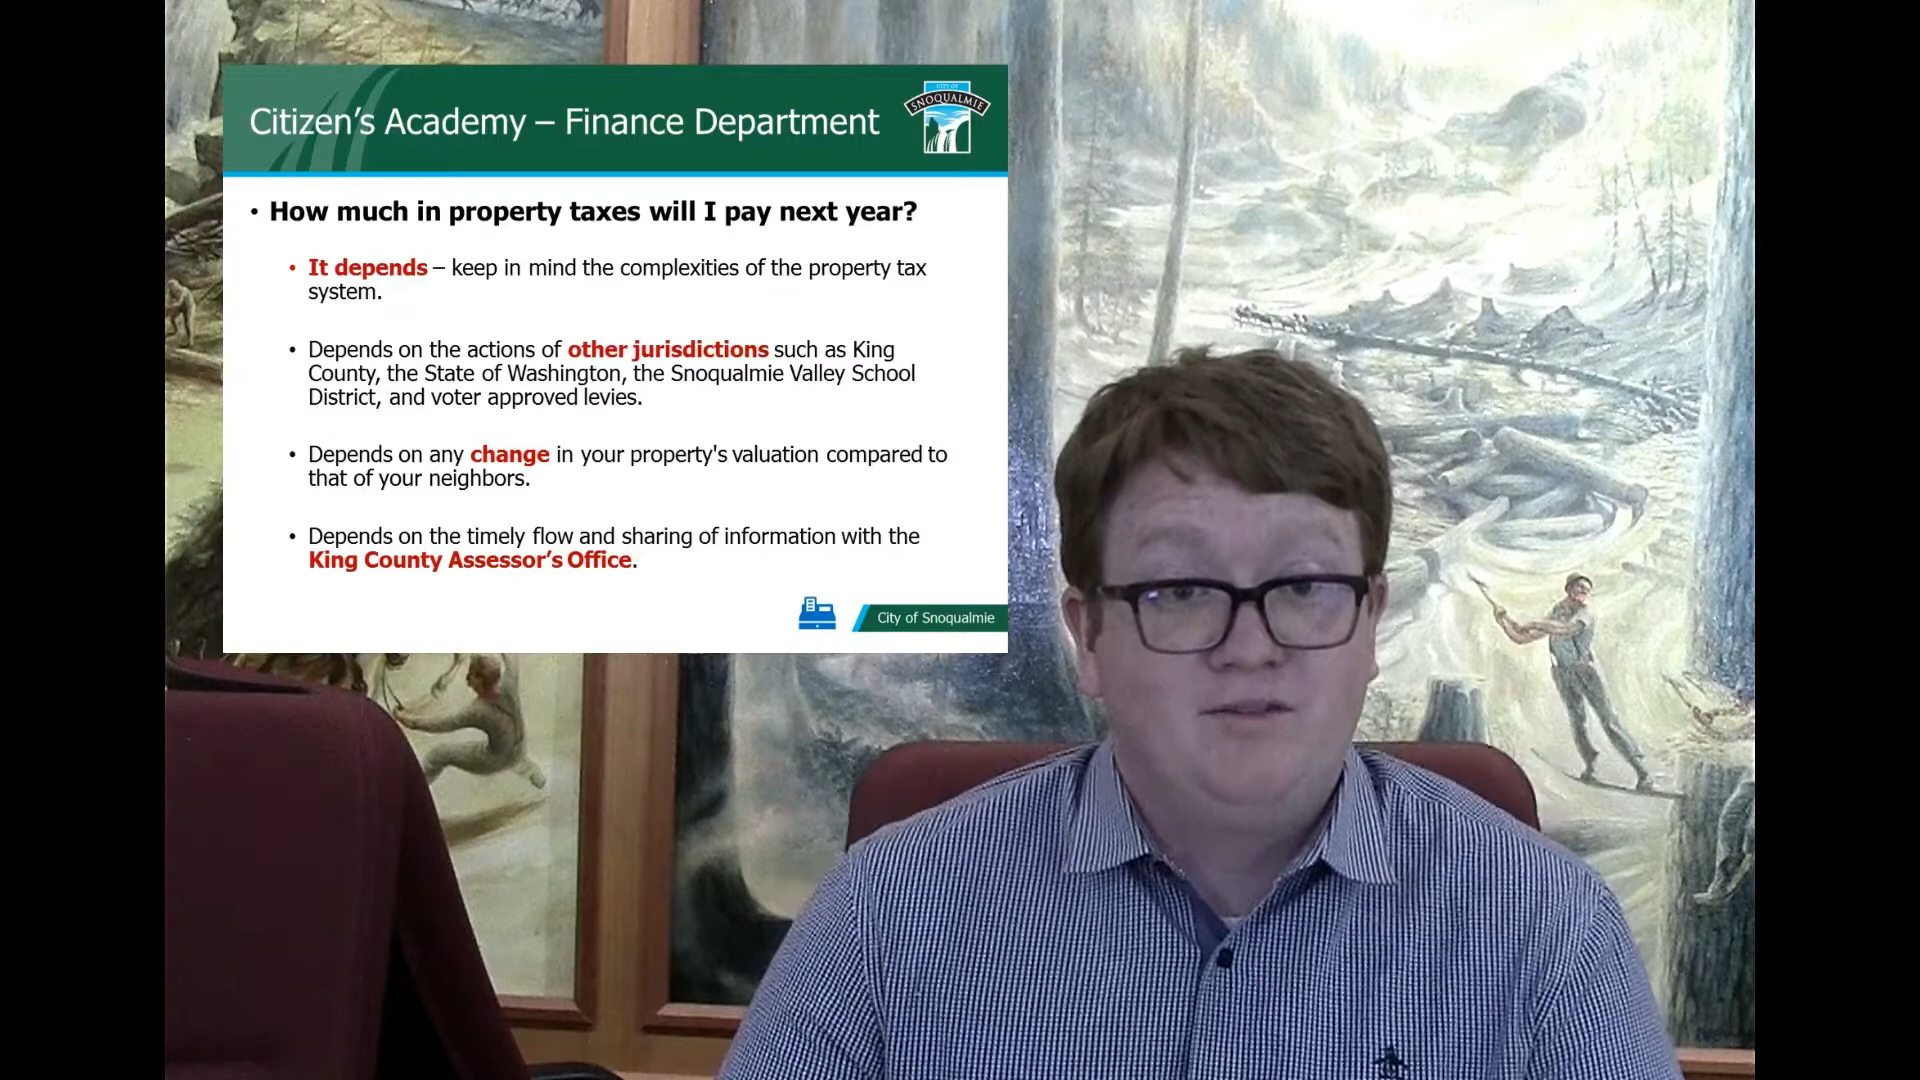 Citizen's Academy – Finance Department
CITY OF
SNOQUALMIE
• How much in property taxes will I pay next year?
• It depends – keep in mind the complexities of the property tax
system.
• Depends on the actions of other jurisdictions such as King
County, the State of Washington, the Snoqualmie Valley School
District, and voter approved levies.
• Depends on any change in your property's valuation compared to
that of your neighbors.
• Depends on the timely flow and sharing of information with the
King County Assessor's Office.
City of Snoqualmie